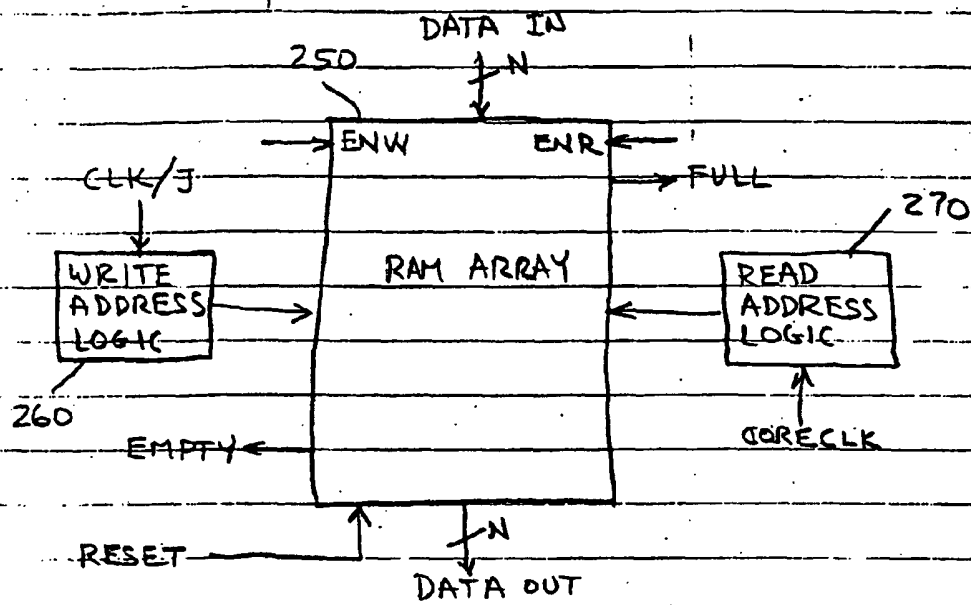 DATA IN
250
N
ENW
ENR
CLK/J
FULL
270
WRITE
ADDRESS
LOGIC
RAM ARRAY
READ
ADDRESS
LOGIC
260
EMPTY
CORECLK
RESET
N
DATA OUT